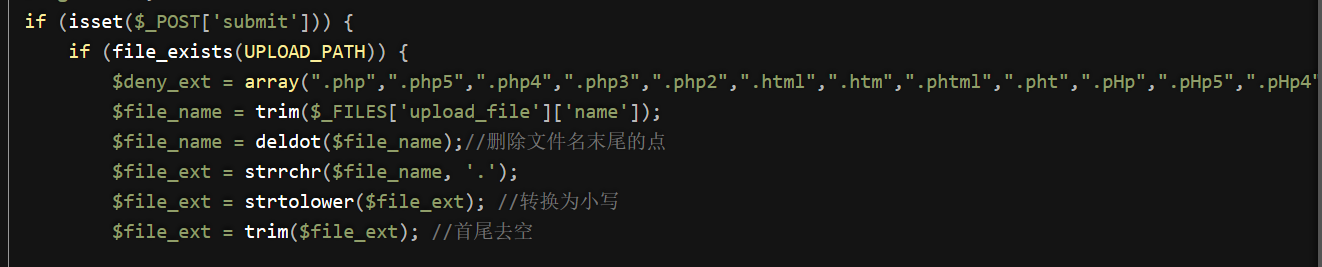 if (isset($_POST['submit'])) {
if (file_exists(UPLOAD_PATH)) {
$deny_ext = array(".php",".php5",".php4",".php3",".php2",".html",".htm",".phtml",".pht",".pHp",".pHp5",".pHp4"
$file_name = trim($_FILES['upload_file']['name']);
$file_name = deldot($file_name);//删除文件名末尾的点
$file_ext = strrchr($file_name, '.');
$file_ext = strtolower($file_ext); //转换为小写
$file_ext = trim($file_ext); //首尾去空